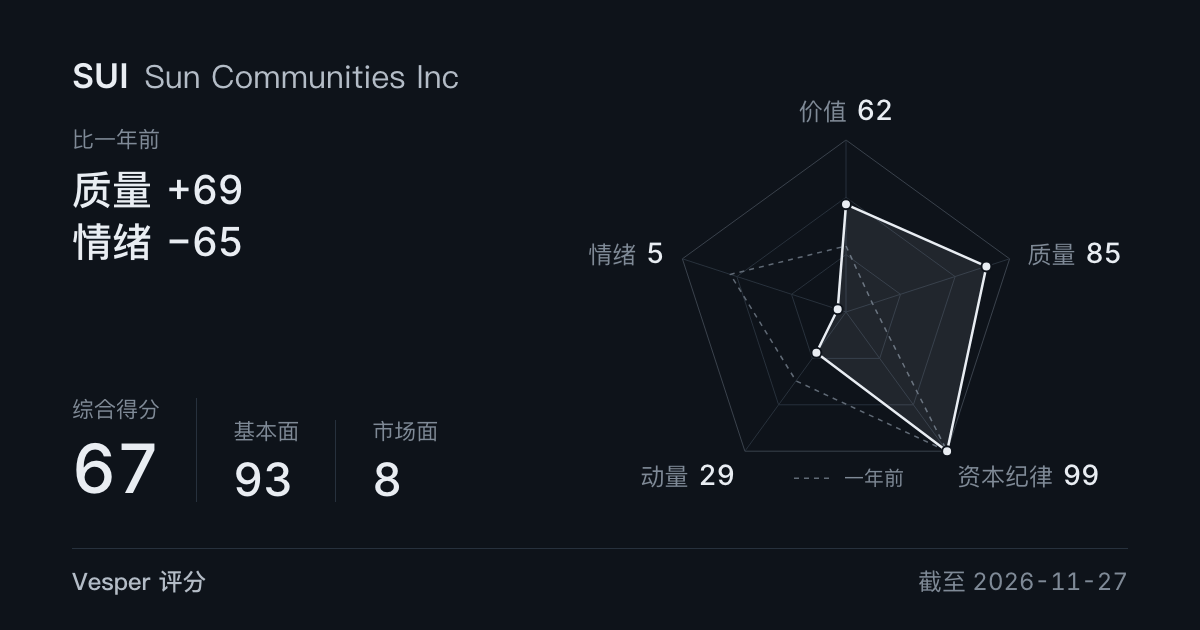 SUI Sun Communities Inc
比一年前
质量 +69
情绪 −65
综合得分
67
基本面
93
市场面
8
价值 62
质量 85
资本纪律 99
动量 29
情绪 5
一年前
Vesper 评分
截至 2026-11-27